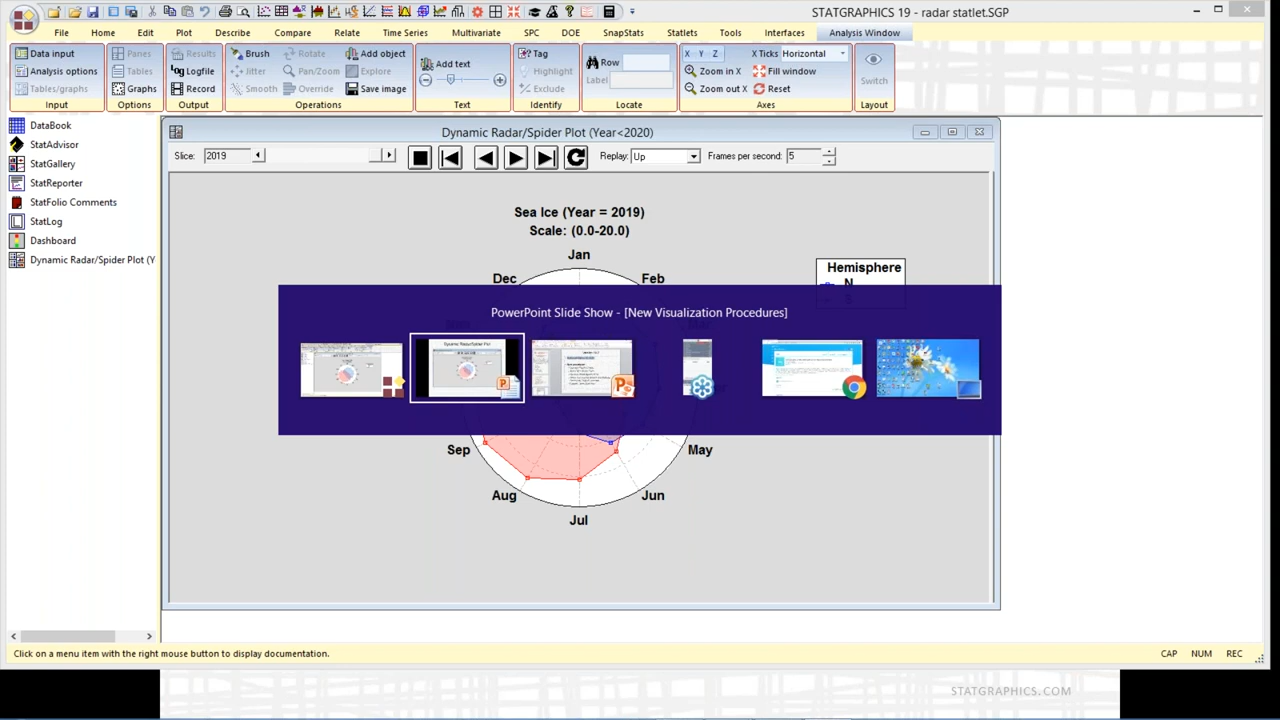 STATGRAPHICS 19 - radar statlet.SGP
File Home Edit Plot Describe Compare Relate Time Series Multivariate SPC DOE SnapStats Statlets Tools Interfaces Analysis Window
Data input Panes Results Brush Rotate Add object Add text Tag Row X Y Z X Ticks: Horizontal
Analysis options Tables Logfile Jitter Pan/Zoom Explore Highlight Label Zoom in X Fill window Switch
Tables/graphs Graphs Record Smooth Override Save image Exclude Zoom out X Reset
Input Options Output Operations Text Identify Locate Axes Layout
DataBook
StatAdvisor
StatGallery
StatReporter
StatFolio Comments
StatLog
Dashboard
Dynamic Radar/Spider Plot (Y
Dynamic Radar/Spider Plot (Year<2020)
Slice: 2019 Replay: Up Frames per second: 5
Sea Ice (Year = 2019)
Scale: (0.0-20.0)
Jan
Dec Feb
Hemisphere
N
PowerPoint Slide Show - [New Visualization Procedures]
Sep May
Aug Jun
Jul
Click on a menu item with the right mouse button to display documentation. CAP NUM REC
STATGRAPHICS.COM